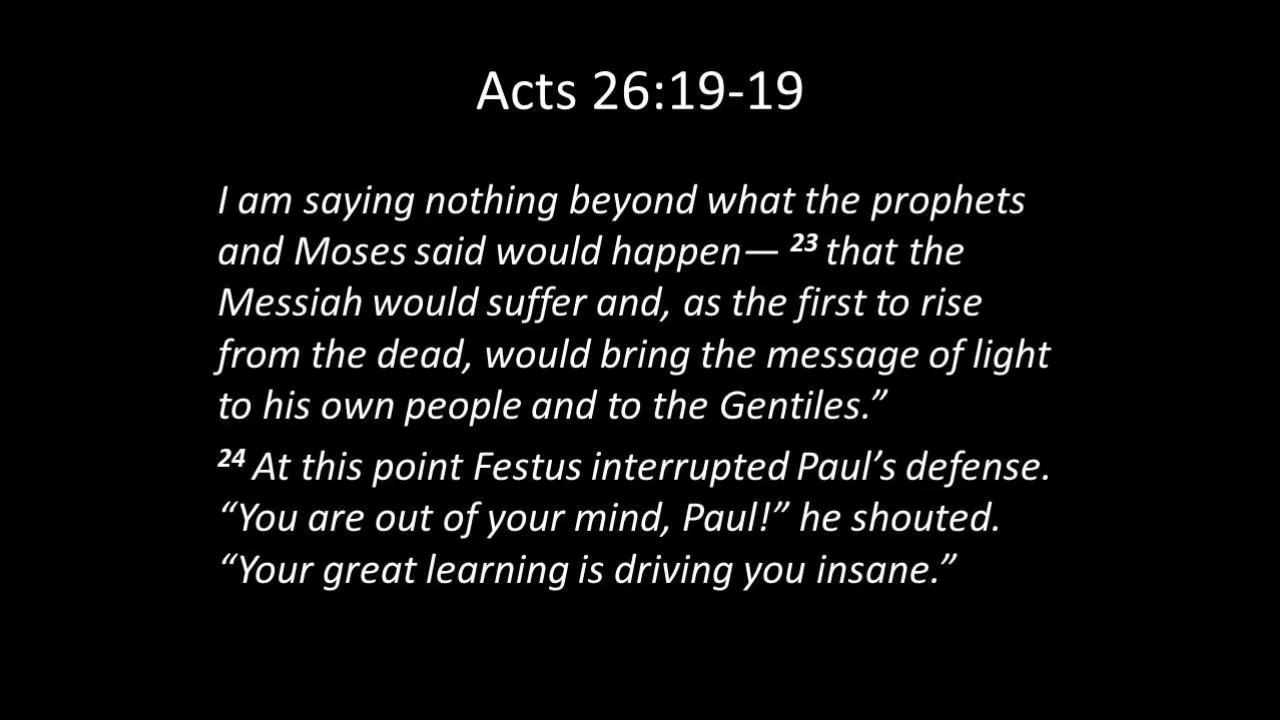 Acts 26:19-19
I am saying nothing beyond what the prophets
and Moses said would happen— 23 that the
Messiah would suffer and, as the first to rise
from the dead, would bring the message of light
to his own people and to the Gentiles.”
24 At this point Festus interrupted Paul’s defense.
“You are out of your mind, Paul!” he shouted.
“Your great learning is driving you insane.”